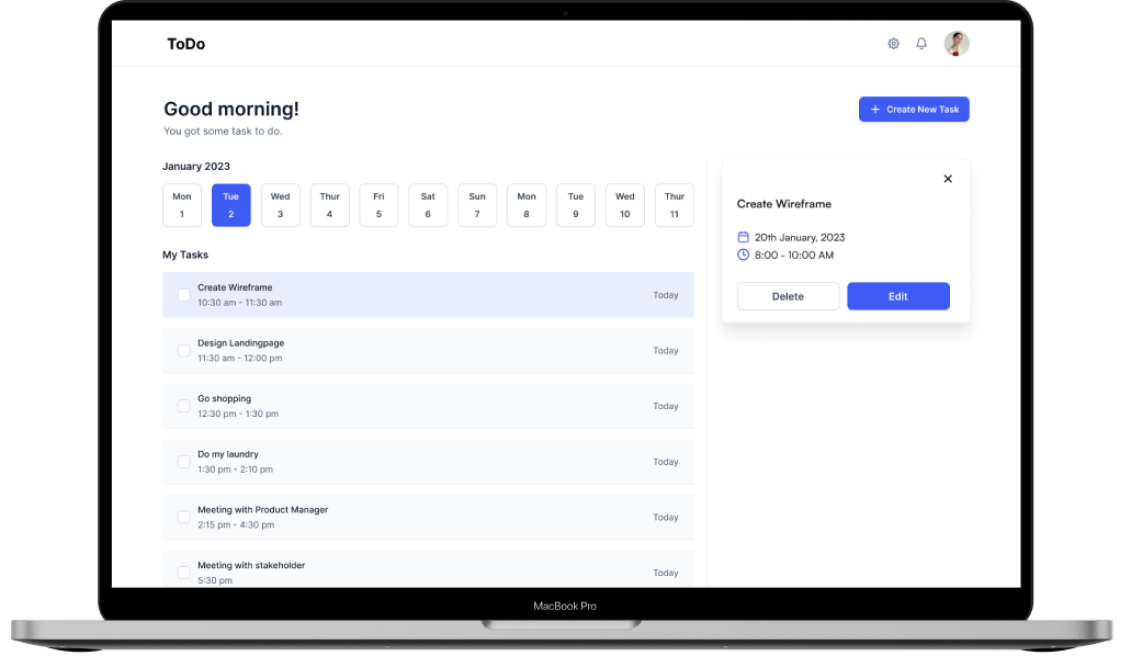 ToDo
Good morning!
You got some task to do.
+ Create New Task
January 2023
Mon Tue Wed Thur Fri Sat Sun Mon Tue Wed Thur
1 2 3 4 5 6 7 8 9 10 11
My Tasks
Create Wireframe
10:30 am - 11:30 am
Today
Design Landingpage
11:30 am - 12:00 pm
Today
Go shopping
12:30 pm - 1:30 pm
Today
Do my laundry
1:30 pm - 2:10 pm
Today
Meeting with Product Manager
2:15 pm - 4:30 pm
Today
Meeting with stakeholder
5:30 pm
Today
Create Wireframe
20th January, 2023
8:00 - 10:00 AM
Delete
Edit
MacBook Pro